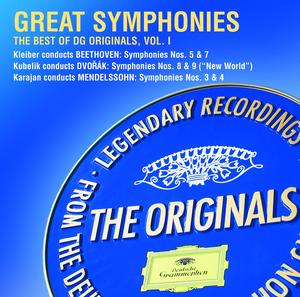 GREAT SYMPHONIES
THE BEST OF DG ORIGINALS, VOL. I
Kleiber conducts BEETHOVEN: Symphonies Nos. 5 & 7
Kubelik conducts DVOŘÁK: Symphonies Nos. 8 & 9 ("New World")
Karajan conducts MENDELSSOHN: Symphonies Nos. 3 & 4
LEGENDARY RECORDINGS
FROM THE DEU
THE ORIGINALS
Deutsche
Grammophon